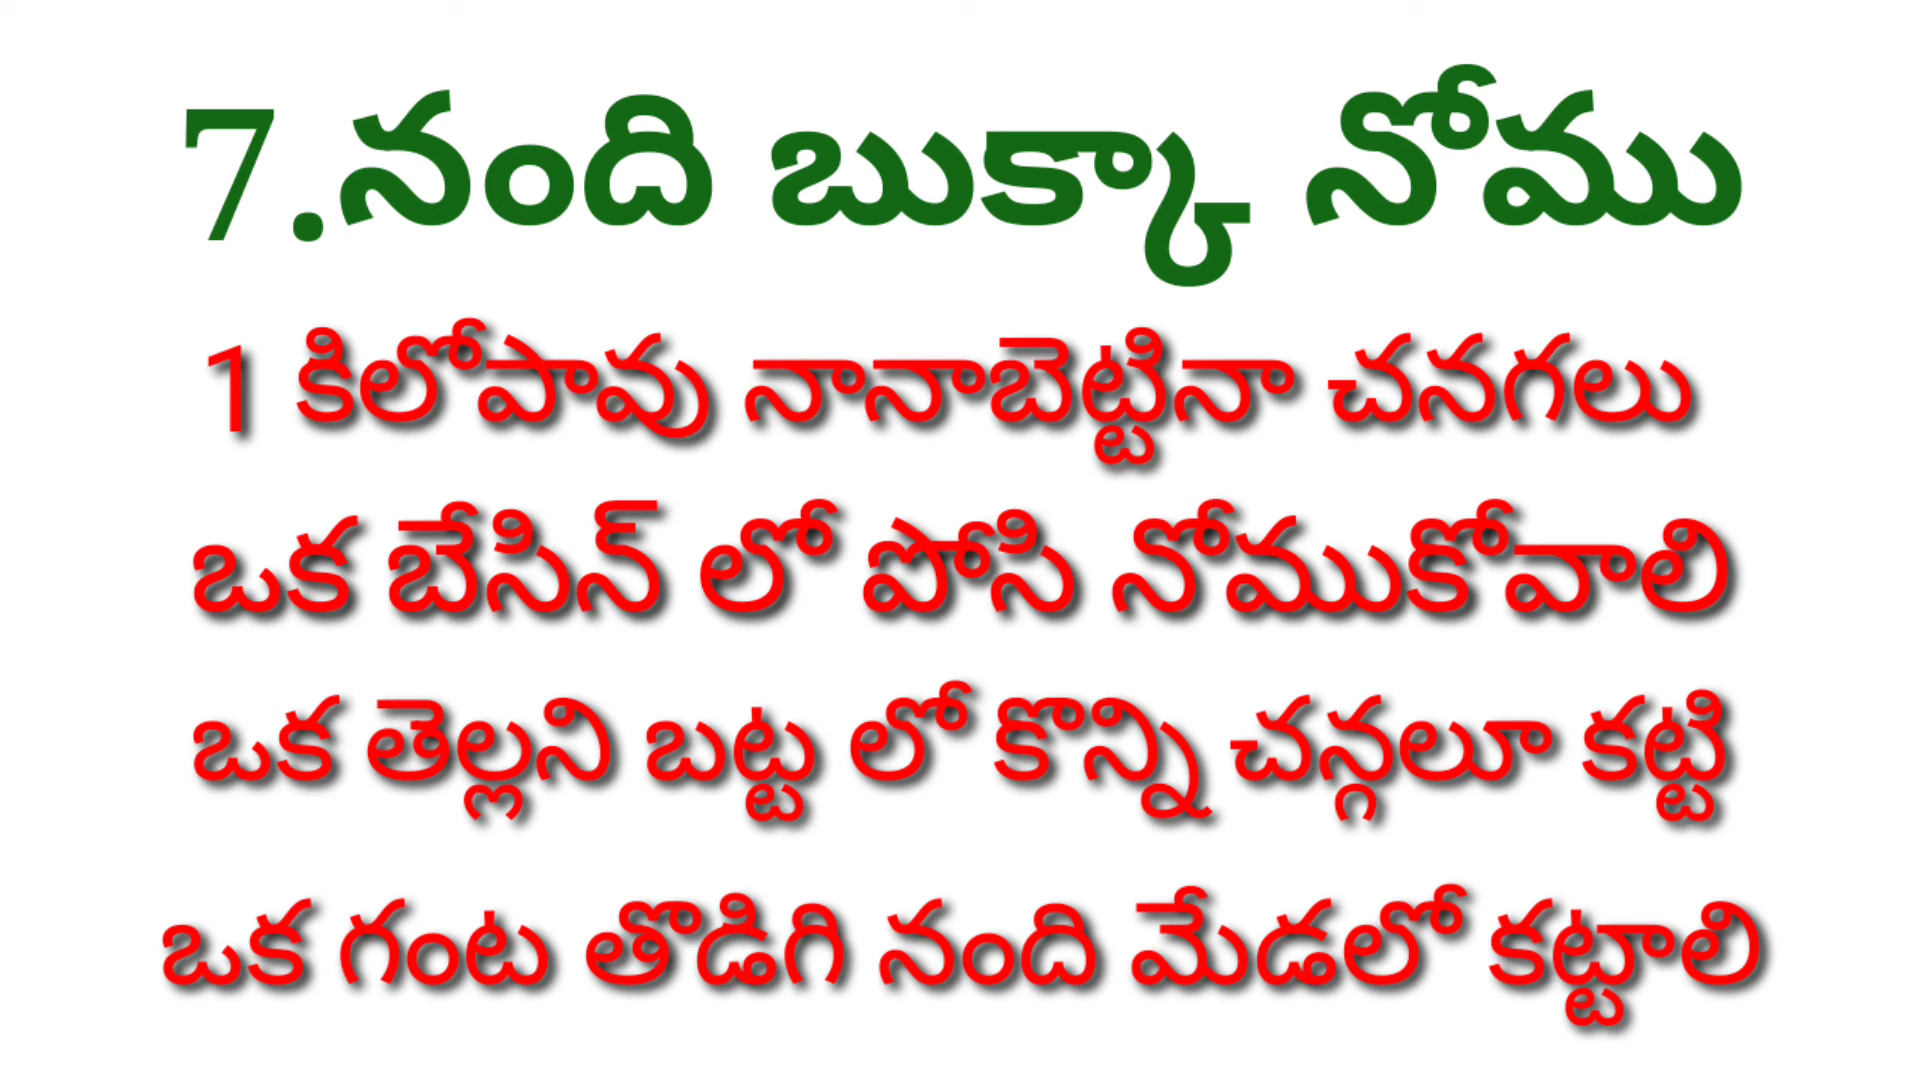 7.నంది బుక్కా నోము
1 కిలోపావు నానాబెట్టినా చనగలు
ఒక బేసిన్ లో పోసి నోముకోవాలి
ఒక తెల్లని బట్ట లో కొన్ని చన్గలూ కట్టి
ఒక గంట తొడిగి నంది మేడలో కట్టాలి